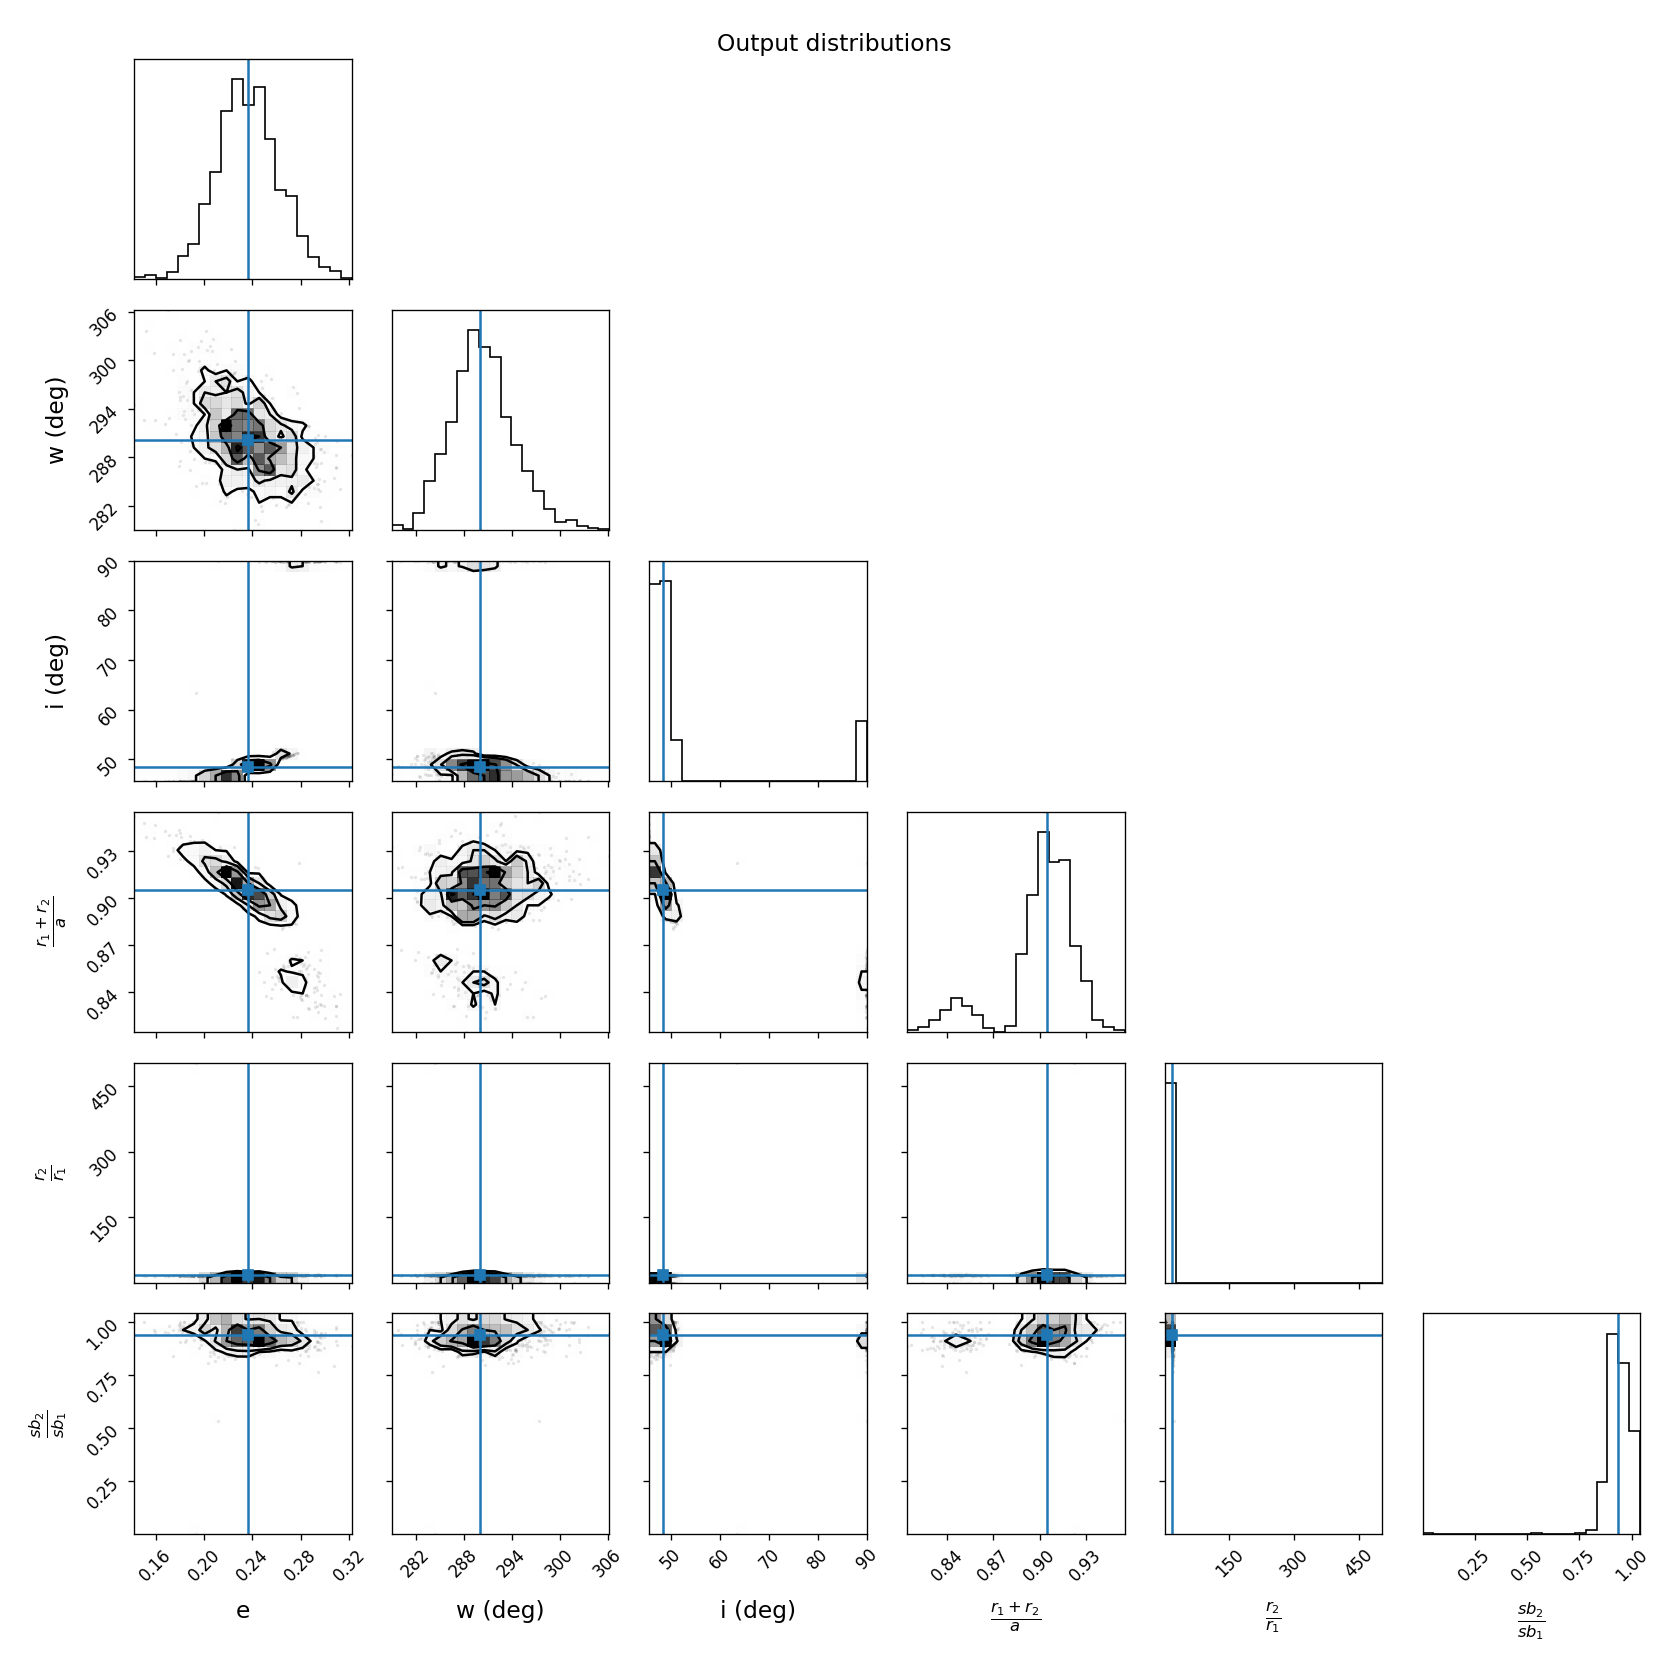 Output distributions
w (deg)
306
300
294
288
282
i (deg)
90
80
70
60
50
r₁ + r₂
a
0.93
0.90
0.87
0.84
r₂
r₁
450
300
150
sb₂
sb₁
1.00
0.75
0.50
0.25
0.16 0.20 0.24 0.28 0.32 282 288 294 300 306 50 60 70 80 90 0.84 0.87 0.90 0.93 150 300 450 0.25 0.50 0.75 1.00
e w (deg) i (deg)
r₁ + r₂
a
r₂
r₁
sb₂
sb₁